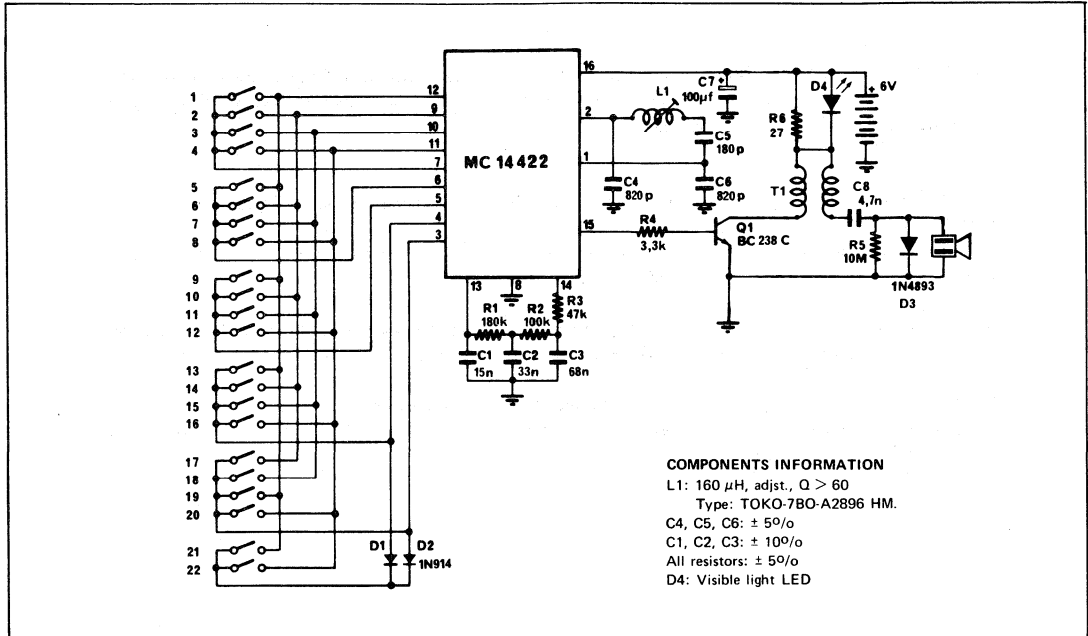 1
2
3
4
5
6
7
8
9
10
11
12
13
14
15
16
17
18
19
20
21
22
12
9
10
11
7
6
5
4
3
MC 14422
16
2
1
15
13
8
14
L1
C7 +
100µf
C5
180 p
C4
820 p
C6
820 p
R4
3,3k
Q1
BC 238 C
R6
27
D4
+ 6V
T1
C8
4,7n
R5
10M
1N4893
D3
R1
180k
R2
100k
R3
47k
C1
15n
C2
33n
C3
68n
D1
D2
1N914
COMPONENTS INFORMATION
L1: 160 µH, adjst., Q > 60
Type: TOKO-7BO-A2896 HM.
C4, C5, C6: ± 5º/o
C1, C2, C3: ± 10º/o
All resistors: ± 5º/o
D4: Visible light LED